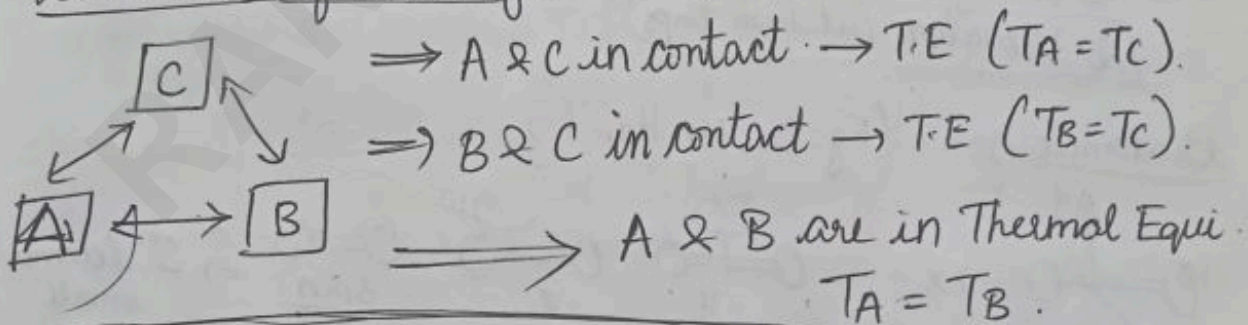 C
⟹ A & C in contact. → T.E (TA = TC).
⟹ B & C in contact → T.E (TB = TC).
A ↔ B
⟹ A & B are in Thermal Equi.
TA = TB.